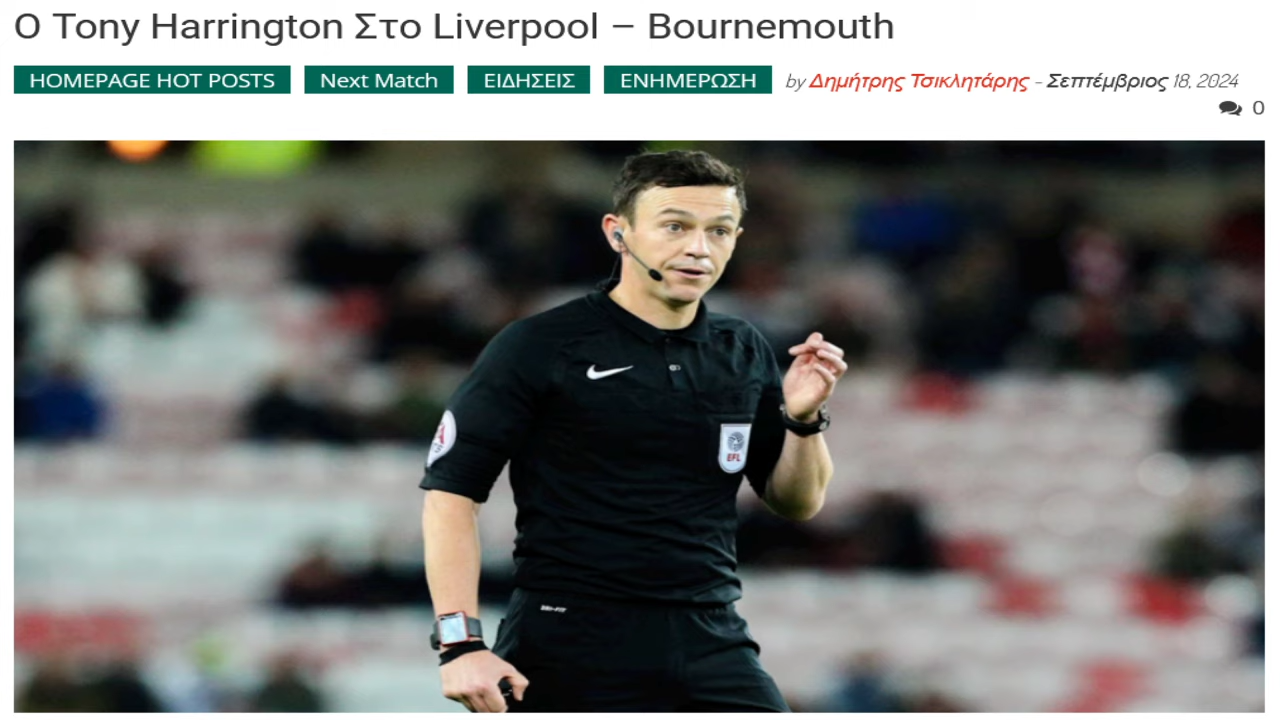 Ο Tony Harrington Στο Liverpool – Bournemouth
HOMEPAGE HOT POSTS Next Match ΕΙΔΗΣΕΙΣ ΕΝΗΜΕΡΩΣΗ by Δημήτρης Τσικλητάρης - Σεπτέμβριος 18, 2024
0
EFL